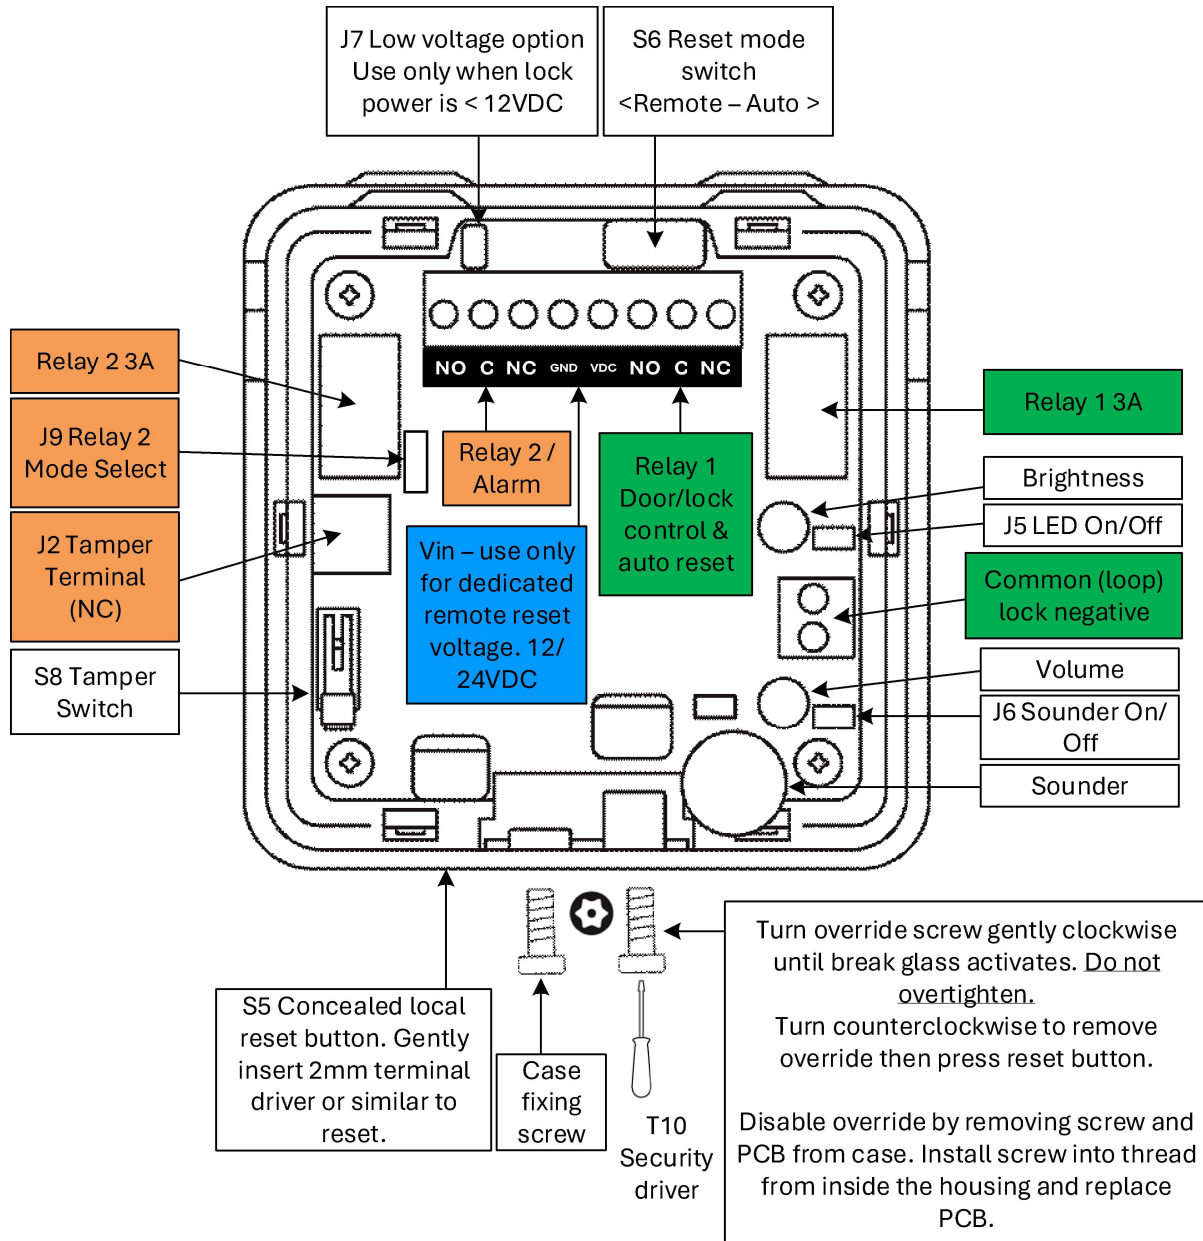 J7 Low voltage option
Use only when lock
power is < 12VDC
S6 Reset mode
switch
<Remote – Auto >
Relay 2 3A
J9 Relay 2
Mode Select
J2 Tamper
Terminal
(NC)
S8 Tamper
Switch
NO C NC GND VDC NO C NC
Relay 2 /
Alarm
Vin – use only
for dedicated
remote reset
voltage. 12/
24VDC
Relay 1
Door/lock
control &
auto reset
Relay 1 3A
Brightness
J5 LED On/Off
Common (loop)
lock negative
Volume
J6 Sounder On/
Off
Sounder
S5 Concealed local
reset button. Gently
insert 2mm terminal
driver or similar to
reset.
Case
fixing
screw
T10
Security
driver
Turn override screw gently clockwise
until break glass activates. Do not
overtighten.
Turn counterclockwise to remove
override then press reset button.
Disable override by removing screw and
PCB from case. Install screw into thread
from inside the housing and replace
PCB.